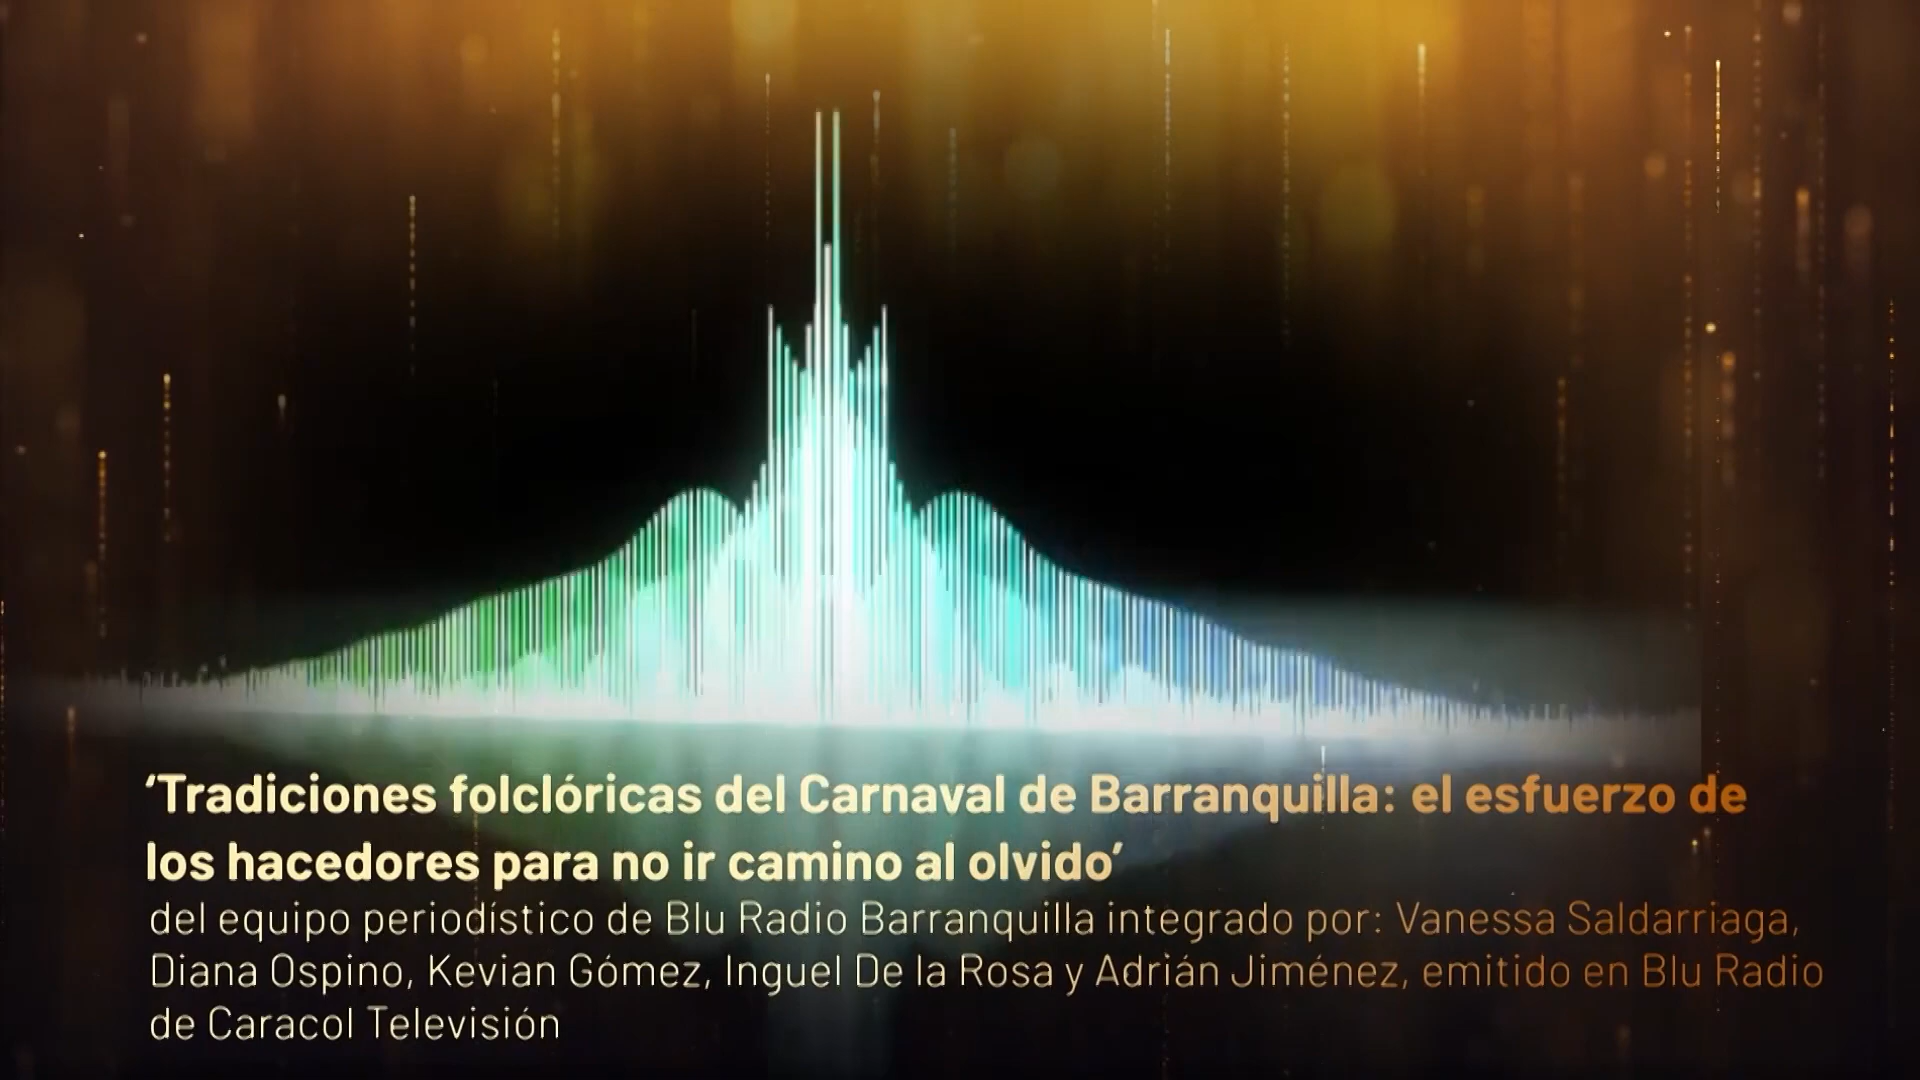 ‘Tradiciones folclóricas del Carnaval de Barranquilla: el esfuerzo de
los hacedores para no ir camino al olvido’
del equipo periodístico de Blu Radio Barranquilla integrado por: Vanessa Saldarriaga,
Diana Ospino, Kevian Gómez, Inguel De la Rosa y Adrián Jiménez, emitido en Blu Radio
de Caracol Televisión